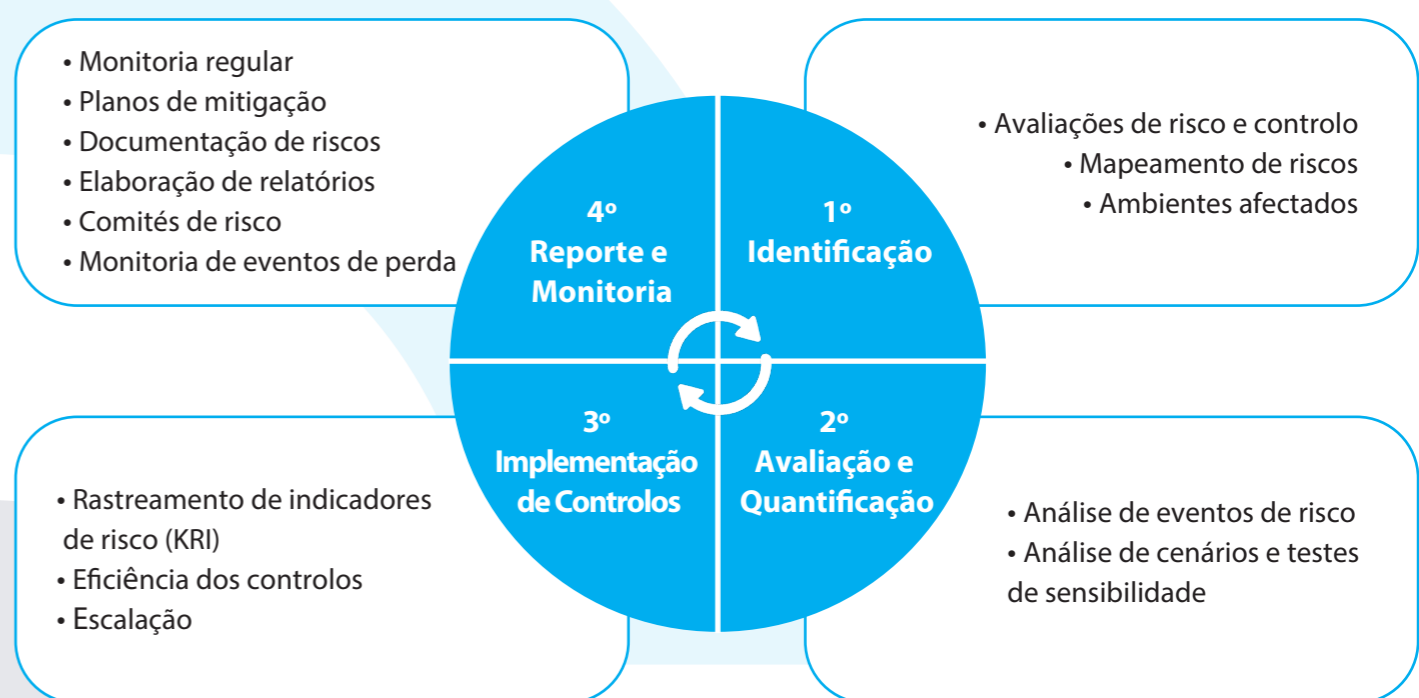 • Monitoria regular
• Planos de mitigação
• Documentação de riscos
• Elaboração de relatórios
• Comités de risco
• Monitoria de eventos de perda
• Avaliações de risco e controlo
• Mapeamento de riscos
• Ambientes afectados
4º
Reporte e
Monitoria
1º
Identificação
3º
Implementação
de Controlos
2º
Avaliação e
Quantificação
• Rastreamento de indicadores
de risco (KRI)
• Eficiência dos controlos
• Escalação
• Análise de eventos de risco
• Análise de cenários e testes
de sensibilidade